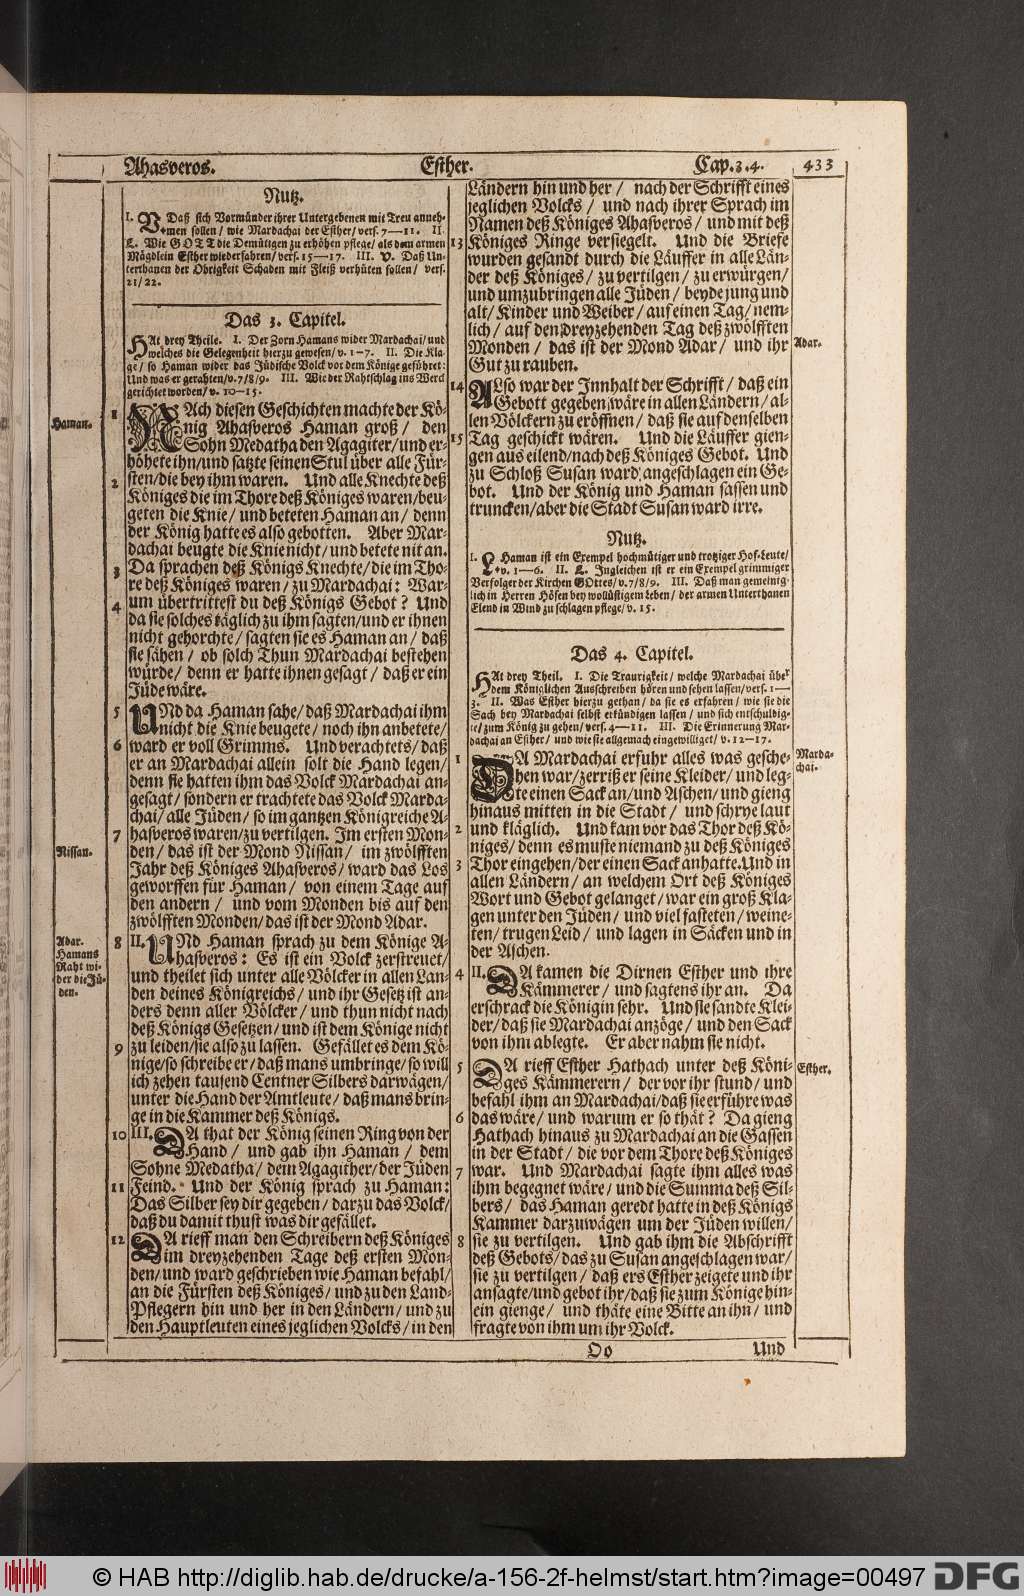 Ahasveros. Esther. Cap.3.4. 433
Nutz.
I. V. Daß sich Vormünder ihrer Untergebenen mit Treu anneh-
men sollen / wie Mardachai der Esther / vers. 7—11. II.
L. Wie GOTT die Demütigen zu erhöhen pflege / als dem armen
Mägdlein Esther wiederfahren / vers. 15—17. III. V. Daß Un-
terthanen der Obrigkeit Schaden mit Fleiß verhüten sollen / vers.
21/22.
Das 3. Capitel.
HAt drey Theile. I. Der Zorn Hamans wider Mardachai / und
welches die Gelegenheit hierzu gewesen / v. 1—7. II. Die Kla-
ge / so Haman wider das Jüdische Volck vor dem Könige geführet:
Und was er gerahten / v. 7/8/9. III. Wie der Rahtschlag ins Werck
gerichtet worden / v. 10—15.
Haman.
1 NAch diesen Geschichten machte der Kö-
nig Ahasveros Haman groß / den
Sohn Medatha den Agagiter / und er-
höhete ihn / und satzte seinen Stul über alle Für-
2 sten / die bey ihm waren. Und alle Knechte deß
Königes die im Thore deß Königes waren / beu-
geten die Knie / und beteten Haman an / denn
der König hatte es also gebotten. Aber Mar-
dachai beugte die Knie nicht / und betete nit an.
3 Da sprachen deß Königs Knechte / die im Tho-
re deß Königes waren / zu Mardachai: War-
4 um übertrittest du deß Königs Gebot? Und
da sie solches täglich zu ihm sagten / und er ihnen
nicht gehorchte / sagten sie es Haman an / daß
sie sähen / ob solch Thun Mardachai bestehen
würde / denn er hatte ihnen gesagt / daß er ein
Jüde wäre.
5 UNd da Haman sahe / daß Mardachai ihm
nicht die Knie beugete / noch ihn anbetete /
6 ward er voll Grimms. Und verachtets / daß
er an Mardachai allein solt die Hand legen /
denn sie hatten ihm das Volck Mardachai an-
gesagt / sondern er trachtete das Volck Marda-
chai / alle Jüden / so im gantzen Königreiche A-
7 hasveros waren / zu vertilgen. Im ersten Mon-
Nissan.
den / das ist der Mond Nissan / im zwölfften
Jahr deß Königes Ahasveros / ward das Los
geworffen für Haman / von einem Tage auf
den andern / und vom Monden bis auf den
zwölfften Monden / das ist der Mond Adar.
Adar.
Hamans
Raht wi-
der die Jü-
den.
8 II. UNd Haman sprach zu dem Könige A-
hasveros: Es ist ein Volck zerstreuet /
und theilet sich unter alle Völcker in allen Lan-
den deines Königreichs / und ihr Gesetz ist an-
ders denn aller Völcker / und thun nicht nach
deß Königs Gesetzen / und ist dem Könige nicht
9 zu leiden / sie also zu lassen. Gefället es dem Kö-
nige / so schreibe er / daß mans umbringe / so will
ich zehen tausend Centner Silbers darwägen /
unter die Hand der Amtleute / daß mans brin-
ge in die Kammer deß Königs.
10 III. DA that der König seinen Ring von der
Hand / und gab ihn Haman / dem
Sohne Medatha / dem Agagither / der Jüden
11 Feind. Und der König sprach zu Haman:
Das Silber sey dir gegeben / darzu das Volck /
daß du damit thust was dir gefället.
12 DA rieff man den Schreibern deß Königes
im dreyzehenden Tage deß ersten Mon-
den / und ward geschrieben wie Haman befahl /
an die Fürsten deß Königes / und zu den Land-
Pflegern hin und her in den Ländern / und zu
den Hauptleuten eines jeglichen Volcks / in den
Ländern hin und her / nach der Schrifft eines
jeglichen Volcks / und nach ihrer Sprach im
Namen deß Königes Ahasveros / und mit deß
13 Königes Ringe versiegelt. Und die Briefe
wurden gesandt durch die Läuffer in alle Län-
der deß Königes / zu vertilgen / zu erwürgen /
und umzubringen alle Jüden / beyde jung und
alt / Kinder und Weiber / auf einen Tag / nem-
lich / auf den dreyzehenden Tag deß zwölfften
Monden / das ist der Mond Adar / und ihr
Adar.
Gut zu rauben.
14 ALso war der Innhalt der Schrifft / daß ein
Gebott gegeben wäre in allen Ländern / al-
len Völckern zu eröffnen / daß sie auf denselben
15 Tag geschickt wären. Und die Läuffer gien-
gen aus eilend / nach deß Königes Gebot. Und
zu Schloß Susan ward angeschlagen ein Ge-
bot. Und der König und Haman sassen und
truncken / aber die Stadt Susan ward irre.
Nutz.
I. L. Haman ist ein Exempel hochmütiger und trotziger Hof-Leute /
v. 1—6. II. L. Ingleichen ist er ein Exempel grimmiger
Verfolger der Kirchen GOttes / v. 7/8/9. III. Daß man gemeinig-
lich in Herren Höfen bey wollüstigem Leben / der armen Unterthanen
Elend in Wind zu schlagen pflege / v. 15.
Das 4. Capitel.
HAt drey Theil. I. Die Traurigkeit / welche Mardachai über
dem Königlichen Ausschreiben hören und sehen lassen / vers. 1—
3. II. Was Esther hierzu gethan / da sie es erfahren / wie sie die
Sach bey Mardachai selbst erkündigen lassen / und sich entschuldig-
te / zum König zu gehen / vers. 4—11. III. Die Erinnerung Mar-
dachai an Esther / und wie sie allgemach eingewilliget / v. 12—17.
Marda-
chai.
1 DA Mardachai erfuhr alles was gesche-
hen war / zerriß er seine Kleider / und leg-
te einen Sack an / und Aschen / und gieng
hinaus mitten in die Stadt / und schrye laut
2 und kläglich. Und kam vor das Thor deß Kö-
niges / denn es muste niemand zu deß Königes
3 Thor eingehen / der einen Sack anhatte. Und in
allen Ländern / an welchem Ort deß Königes
Wort und Gebot gelanget / war ein groß Kla-
gen unter den Jüden / und viel fasteten / weine-
ten / trugen Leid / und lagen in Säcken und in
der Aschen.
4 II. DA kamen die Dirnen Esther und ihre
Kämmerer / und sagtens ihr an. Da
erschrack die Königin sehr. Und sie sandte Klei-
der / daß sie Mardachai anzöge / und den Sack
von ihm ablegte. Er aber nahm sie nicht.
5 DA rieff Esther Hathach unter deß Köni-
Esther.
ges Kämmerern / der vor ihr stund / und
befahl ihm an Mardachai / daß sie erführe was
6 das wäre / und warum er so thät? Da gieng
Hathach hinaus zu Mardachai an die Gassen
in der Stadt / die vor dem Thore deß Königes
7 war. Und Mardachai sagte ihm alles was
ihm begegnet wäre / und die Summa deß Sil-
bers / das Haman geredt hatte in deß Königs
Kammer darzuwägen um der Jüden willen /
8 sie zu vertilgen. Und gab ihm die Abschrifft
deß Gebots / das zu Susan angeschlagen war /
sie zu vertilgen / daß ers Esther zeigete und ihr
ansagte / und gebot ihr / daß sie zum Könige hin-
ein gienge / und thäte eine Bitte an ihn / und
fragte von ihm um ihr Volck.
Oo Und
© HAB http://diglib.hab.de/drucke/a-156-2f-helmst/start.htm?image=00497 DFG